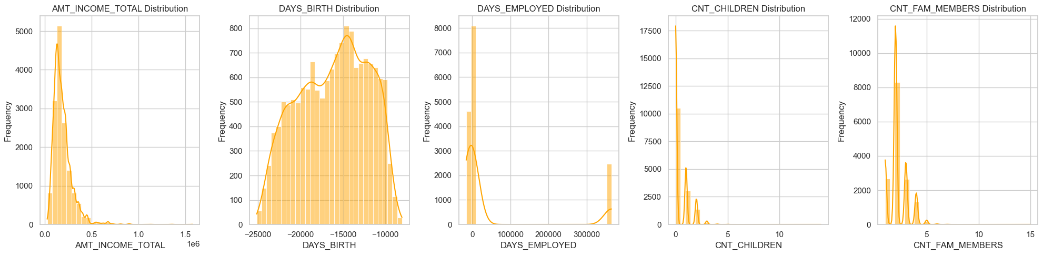 AMT_INCOME_TOTAL Distribution
Frequency
5000
4000
3000
2000
1000
0
0.0 0.5 1.0 1.5
1e6
AMT_INCOME_TOTAL
DAYS_BIRTH Distribution
Frequency
800
700
600
500
400
300
200
100
0
−25000 −20000 −15000 −10000
DAYS_BIRTH
DAYS_EMPLOYED Distribution
Frequency
8000
7000
6000
5000
4000
3000
2000
1000
0
0 100000 200000 300000
DAYS_EMPLOYED
CNT_CHILDREN Distribution
Frequency
17500
15000
12500
10000
7500
5000
2500
0
0 5 10
CNT_CHILDREN
CNT_FAM_MEMBERS Distribution
Frequency
12000
10000
8000
6000
4000
2000
0
5 10 15
CNT_FAM_MEMBERS